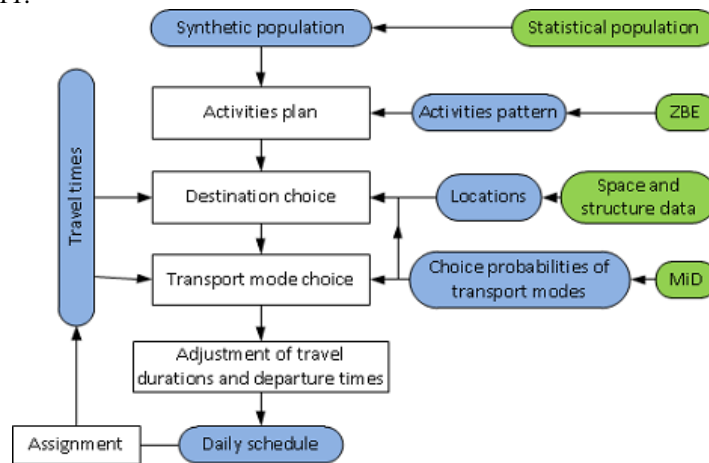 Synthetic population
Statistical population
Activities plan
Activities pattern
ZBE
Travel times
Destination choice
Locations
Space and
structure data
Transport mode choice
Choice probabilities of
transport modes
MiD
Adjustment of travel
durations and departure times
Assignment
Daily schedule